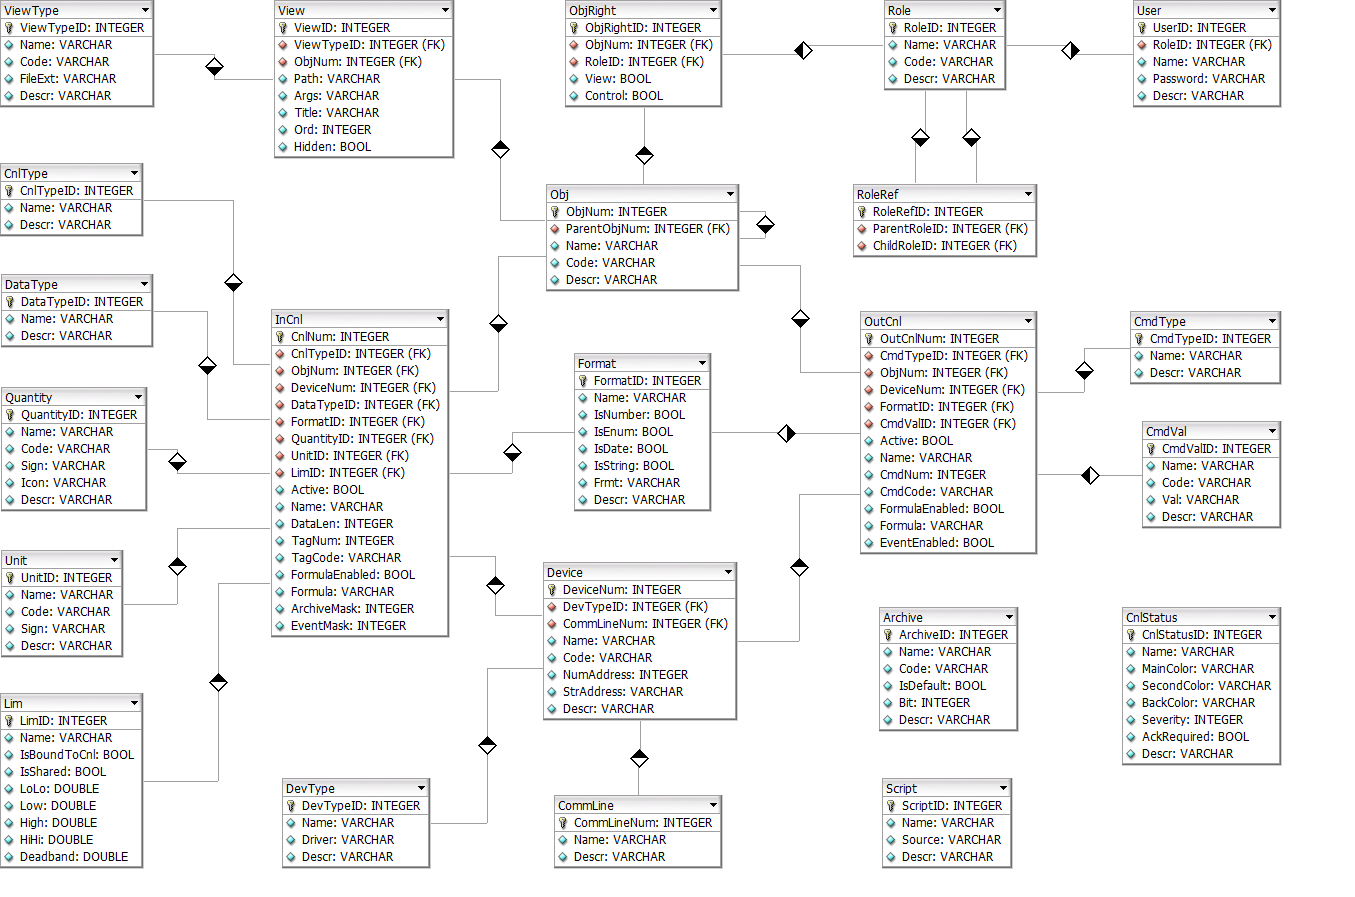 ViewType
ViewTypeID: INTEGER
Name: VARCHAR
Code: VARCHAR
FileExt: VARCHAR
Descr: VARCHAR
View
ViewID: INTEGER
ViewTypeID: INTEGER (FK)
ObjNum: INTEGER (FK)
Path: VARCHAR
Args: VARCHAR
Title: VARCHAR
Ord: INTEGER
Hidden: BOOL
ObjRight
ObjRightID: INTEGER
ObjNum: INTEGER (FK)
RoleID: INTEGER (FK)
View: BOOL
Control: BOOL
Role
RoleID: INTEGER
Name: VARCHAR
Code: VARCHAR
Descr: VARCHAR
User
UserID: INTEGER
RoleID: INTEGER (FK)
Name: VARCHAR
Password: VARCHAR
Descr: VARCHAR
CnlType
CnlTypeID: INTEGER
Name: VARCHAR
Descr: VARCHAR
Obj
ObjNum: INTEGER
ParentObjNum: INTEGER (FK)
Name: VARCHAR
Code: VARCHAR
Descr: VARCHAR
RoleRef
RoleRefID: INTEGER
ParentRoleID: INTEGER (FK)
ChildRoleID: INTEGER (FK)
DataType
DataTypeID: INTEGER
Name: VARCHAR
Descr: VARCHAR
InCnl
CnlNum: INTEGER
CnlTypeID: INTEGER (FK)
ObjNum: INTEGER (FK)
DeviceNum: INTEGER (FK)
DataTypeID: INTEGER (FK)
FormatID: INTEGER (FK)
QuantityID: INTEGER (FK)
UnitID: INTEGER (FK)
LimID: INTEGER (FK)
Active: BOOL
Name: VARCHAR
DataLen: INTEGER
TagNum: INTEGER
TagCode: VARCHAR
FormulaEnabled: BOOL
Formula: VARCHAR
ArchiveMask: INTEGER
EventMask: INTEGER
Format
FormatID: INTEGER
Name: VARCHAR
IsNumber: BOOL
IsEnum: BOOL
IsDate: BOOL
IsString: BOOL
Frmt: VARCHAR
Descr: VARCHAR
OutCnl
OutCnlNum: INTEGER
CmdTypeID: INTEGER (FK)
ObjNum: INTEGER (FK)
DeviceNum: INTEGER (FK)
FormatID: INTEGER (FK)
CmdValID: INTEGER (FK)
Active: BOOL
Name: VARCHAR
CmdNum: INTEGER
CmdCode: VARCHAR
FormulaEnabled: BOOL
Formula: VARCHAR
EventEnabled: BOOL
CmdType
CmdTypeID: INTEGER
Name: VARCHAR
Descr: VARCHAR
Quantity
QuantityID: INTEGER
Name: VARCHAR
Code: VARCHAR
Sign: VARCHAR
Icon: VARCHAR
Descr: VARCHAR
CmdVal
CmdValID: INTEGER
Name: VARCHAR
Code: VARCHAR
Val: VARCHAR
Descr: VARCHAR
Unit
UnitID: INTEGER
Name: VARCHAR
Code: VARCHAR
Sign: VARCHAR
Descr: VARCHAR
Device
DeviceNum: INTEGER
DevTypeID: INTEGER (FK)
CommLineNum: INTEGER (FK)
Name: VARCHAR
Code: VARCHAR
NumAddress: INTEGER
StrAddress: VARCHAR
Descr: VARCHAR
Archive
ArchiveID: INTEGER
Name: VARCHAR
Code: VARCHAR
IsDefault: BOOL
Bit: INTEGER
Descr: VARCHAR
CnlStatus
CnlStatusID: INTEGER
Name: VARCHAR
MainColor: VARCHAR
SecondColor: VARCHAR
BackColor: VARCHAR
Severity: INTEGER
AckRequired: BOOL
Descr: VARCHAR
Lim
LimID: INTEGER
Name: VARCHAR
IsBoundToCnl: BOOL
IsShared: BOOL
LoLo: DOUBLE
Low: DOUBLE
High: DOUBLE
HiHi: DOUBLE
Deadband: DOUBLE
DevType
DevTypeID: INTEGER
Name: VARCHAR
Driver: VARCHAR
Descr: VARCHAR
CommLine
CommLineNum: INTEGER
Name: VARCHAR
Descr: VARCHAR
Script
ScriptID: INTEGER
Name: VARCHAR
Source: VARCHAR
Descr: VARCHAR